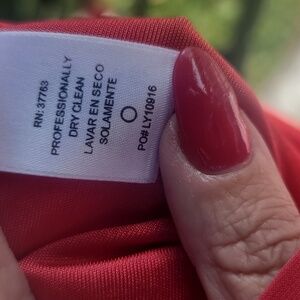 RN: 37763
PROFESSIONALLY
DRY CLEAN
LAVAR EN SECO
SOLAMENTE
PO# LY10916